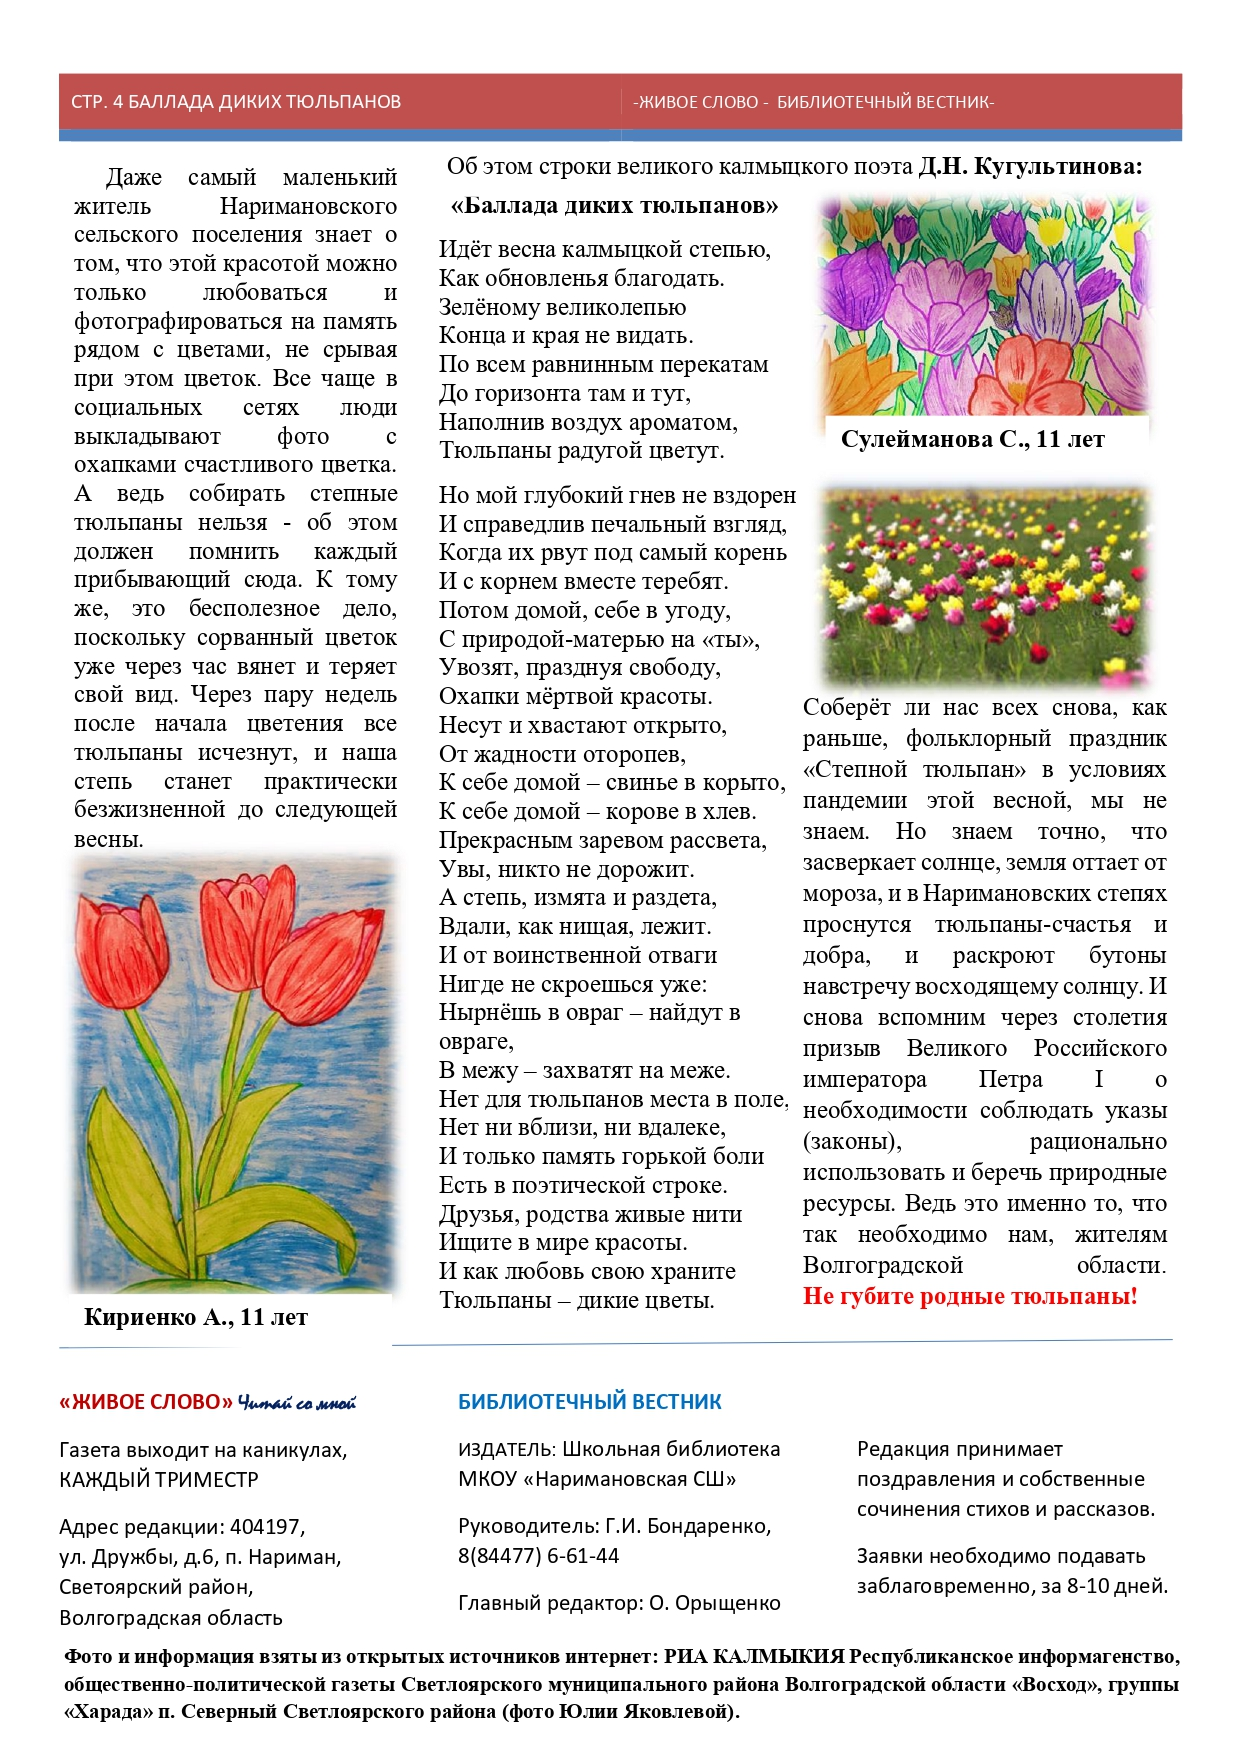 СТР. 4 БАЛЛАДА ДИКИХ ТЮЛЬПАНОВ
-ЖИВОЕ СЛОВО - БИБЛИОТЕЧНЫЙ ВЕСТНИК-
Даже самый маленький
житель Наримановского
сельского поселения знает о
том, что этой красотой можно
только любоваться и
фотографироваться на память
рядом с цветами, не срывая
при этом цветок. Все чаще в
социальных сетях люди
выкладывают фото с
охапками счастливого цветка.
А ведь собирать степные
тюльпаны нельзя - об этом
должен помнить каждый
прибывающий сюда. К тому
же, это бесполезное дело,
поскольку сорванный цветок
уже через час вянет и теряет
свой вид. Через пару недель
после начала цветения все
тюльпаны исчезнут, и наша
степь станет практически
безжизненной до следующей
весны.
Кириенко А., 11 лет
Об этом строки великого калмыцкого поэта Д.Н. Кугультинова:
«Баллада диких тюльпанов»
Идёт весна калмыцкой степью,
Как обновленья благодать.
Зелёному великолепью
Конца и края не видать.
По всем равнинным перекатам
До горизонта там и тут,
Наполнив воздух ароматом,
Тюльпаны радугой цветут.
Но мой глубокий гнев не вздорен
И справедлив печальный взгляд,
Когда их рвут под самый корень
И с корнем вместе теребят.
Потом домой, себе в угоду,
С природой-матерью на «ты»,
Увозят, празднуя свободу,
Охапки мёртвой красоты.
Несут и хвастают открыто,
От жадности оторопев,
К себе домой – свинье в корыто,
К себе домой – корове в хлев.
Прекрасным заревом рассвета,
Увы, никто не дорожит.
А степь, измята и раздета,
Вдали, как нищая, лежит.
И от воинственной отваги
Нигде не скроешься уже:
Нырнёшь в овраг – найдут в
овраге,
В межу – захватят на меже.
Нет для тюльпанов места в поле,
Нет ни вблизи, ни вдалеке,
И только память горькой боли
Есть в поэтической строке.
Друзья, родства живые нити
Ищите в мире красоты.
И как любовь свою храните
Тюльпаны – дикие цветы.
Сулейманова С., 11 лет
Соберёт ли нас всех снова, как
раньше, фольклорный праздник
«Степной тюльпан» в условиях
пандемии этой весной, мы не
знаем. Но знаем точно, что
засверкает солнце, земля оттает от
мороза, и в Наримановских степях
проснутся тюльпаны-счастья и
добра, и раскроют бутоны
навстречу восходящему солнцу. И
снова вспомним через столетия
призыв Великого Российского
императора Петра I о
необходимости соблюдать указы
(законы), рационально
использовать и беречь природные
ресурсы. Ведь это именно то, что
так необходимо нам, жителям
Волгоградской области.
Не губите родные тюльпаны!
«ЖИВОЕ СЛОВО» Читай со мной
Газета выходит на каникулах,
КАЖДЫЙ ТРИМЕСТР
Адрес редакции: 404197,
ул. Дружбы, д.6, п. Нариман,
Светоярский район,
Волгоградская область
БИБЛИОТЕЧНЫЙ ВЕСТНИК
ИЗДАТЕЛЬ: Школьная библиотека
МКОУ «Наримановская СШ»
Руководитель: Г.И. Бондаренко,
8(84477) 6-61-44
Главный редактор: О. Орыщенко
Редакция принимает
поздравления и собственные
сочинения стихов и рассказов.
Заявки необходимо подавать
заблаговременно, за 8-10 дней.
Фото и информация взяты из открытых источников интернет: РИА КАЛМЫКИЯ Республиканское информагенство,
общественно-политической газеты Светлоярского муниципального района Волгоградской области «Восход», группы
«Харада» п. Северный Светлоярского района (фото Юлии Яковлевой).